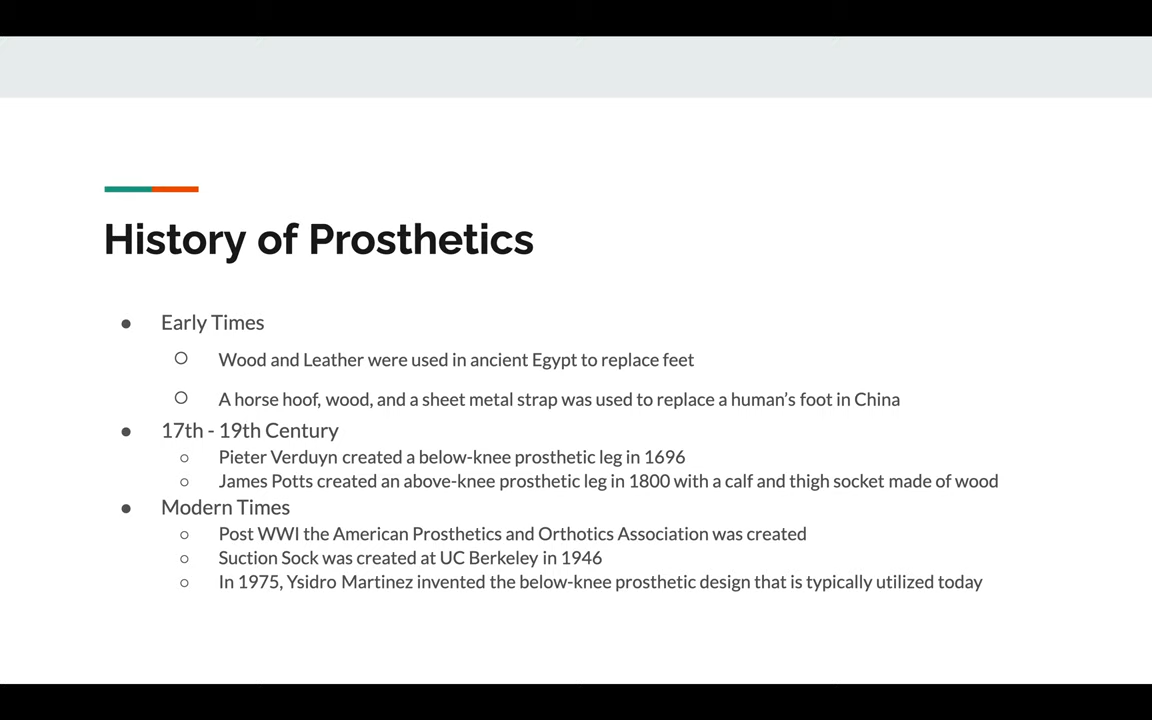 History of Prosthetics
● Early Times
○ Wood and Leather were used in ancient Egypt to replace feet
○ A horse hoof, wood, and a sheet metal strap was used to replace a human's foot in China
● 17th - 19th Century
○ Pieter Verduyn created a below-knee prosthetic leg in 1696
○ James Potts created an above-knee prosthetic leg in 1800 with a calf and thigh socket made of wood
● Modern Times
○ Post WWI the American Prosthetics and Orthotics Association was created
○ Suction Sock was created at UC Berkeley in 1946
○ In 1975, Ysidro Martinez invented the below-knee prosthetic design that is typically utilized today